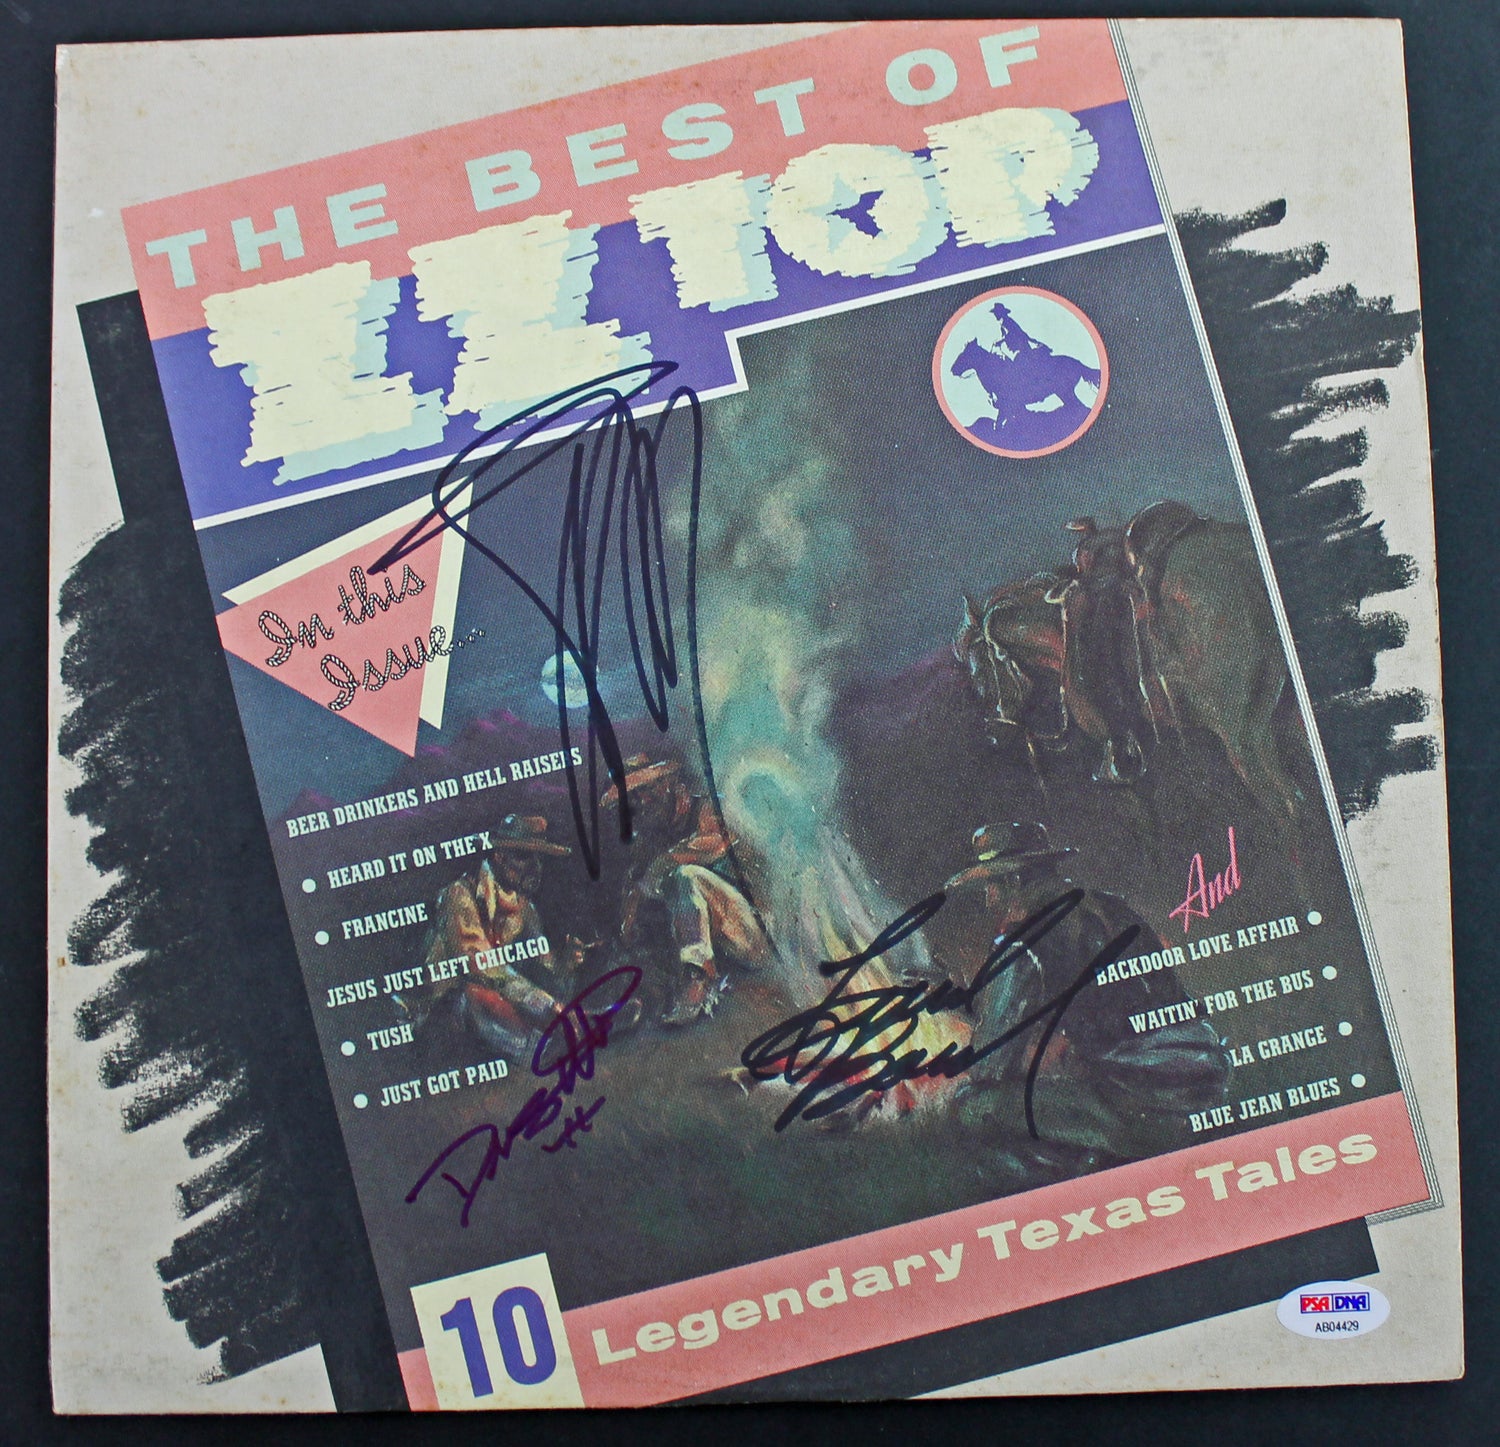 THE BEST OF
ZZ TOP
In this
Issue...
BEER DRINKERS AND HELL RAISERS
• HEARD IT ON THE X
• FRANCINE
JESUS JUST LEFT CHICAGO
• TUSH
• JUST GOT PAID
And
BACKDOOR LOVE AFFAIR •
WAITIN' FOR THE BUS •
LA GRANGE •
BLUE JEAN BLUES •
10 Legendary Texas Tales
PSA DNA
AB04429